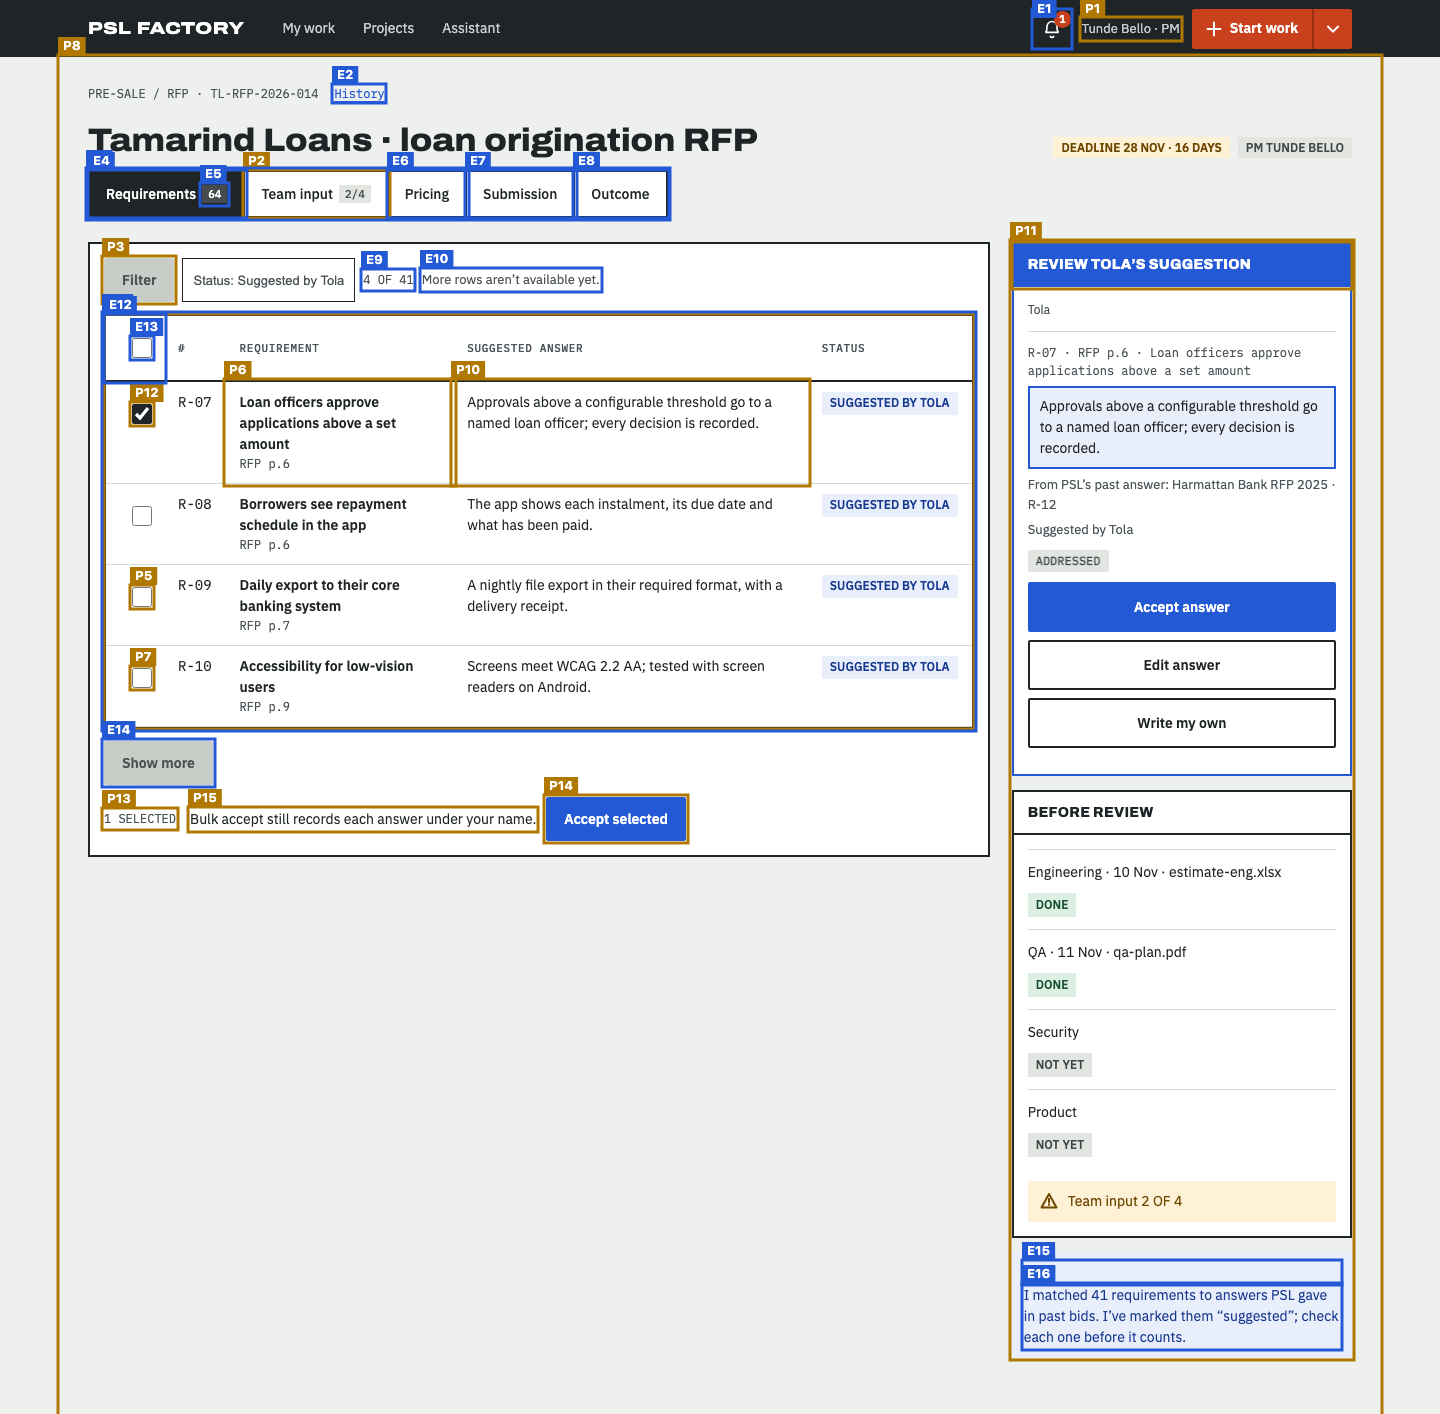 PSL FACTORY My work Projects Assistant E1 1 P1 Tunde Bello · PM Start work
P8
E2
PRE-SALE / RFP · TL-RFP-2026-014 History
Tamarind Loans · loan origination RFP
DEADLINE 28 NOV · 16 DAYS PM TUNDE BELLO
E4 E5 P2 E6 E7 E8
Requirements 64 Team input 2/4 Pricing Submission Outcome
P3 E9 E10
Filter Status: Suggested by Tola 4 OF 41 More rows aren’t available yet.
E12
E13
# REQUIREMENT SUGGESTED ANSWER STATUS
P6 P10
P12
R-07 Loan officers approve applications above a set amount
RFP p.6
Approvals above a configurable threshold go to a
named loan officer; every decision is recorded.
SUGGESTED BY TOLA
R-08 Borrowers see repayment
schedule in the app
RFP p.6
The app shows each instalment, its due date and
what has been paid.
SUGGESTED BY TOLA
P5
R-09 Daily export to their core
banking system
RFP p.7
A nightly file export in their required format, with a
delivery receipt.
SUGGESTED BY TOLA
P7
R-10 Accessibility for low-vision
users
RFP p.9
Screens meet WCAG 2.2 AA; tested with screen
readers on Android.
SUGGESTED BY TOLA
E14
Show more
P13 P15 P14
1 SELECTED Bulk accept still records each answer under your name. Accept selected
P11
REVIEW TOLA’S SUGGESTION
Tola
R-07 · RFP p.6 · Loan officers approve
applications above a set amount
Approvals above a configurable threshold go
to a named loan officer; every decision is
recorded.
From PSL’s past answer: Harmattan Bank RFP 2025 ·
R-12
Suggested by Tola
ADDRESSED
Accept answer
Edit answer
Write my own
BEFORE REVIEW
Engineering · 10 Nov · estimate-eng.xlsx
DONE
QA · 11 Nov · qa-plan.pdf
DONE
Security
NOT YET
Product
NOT YET
Team input 2 OF 4
E15
E16
I matched 41 requirements to answers PSL gave
in past bids. I’ve marked them “suggested”; check
each one before it counts.